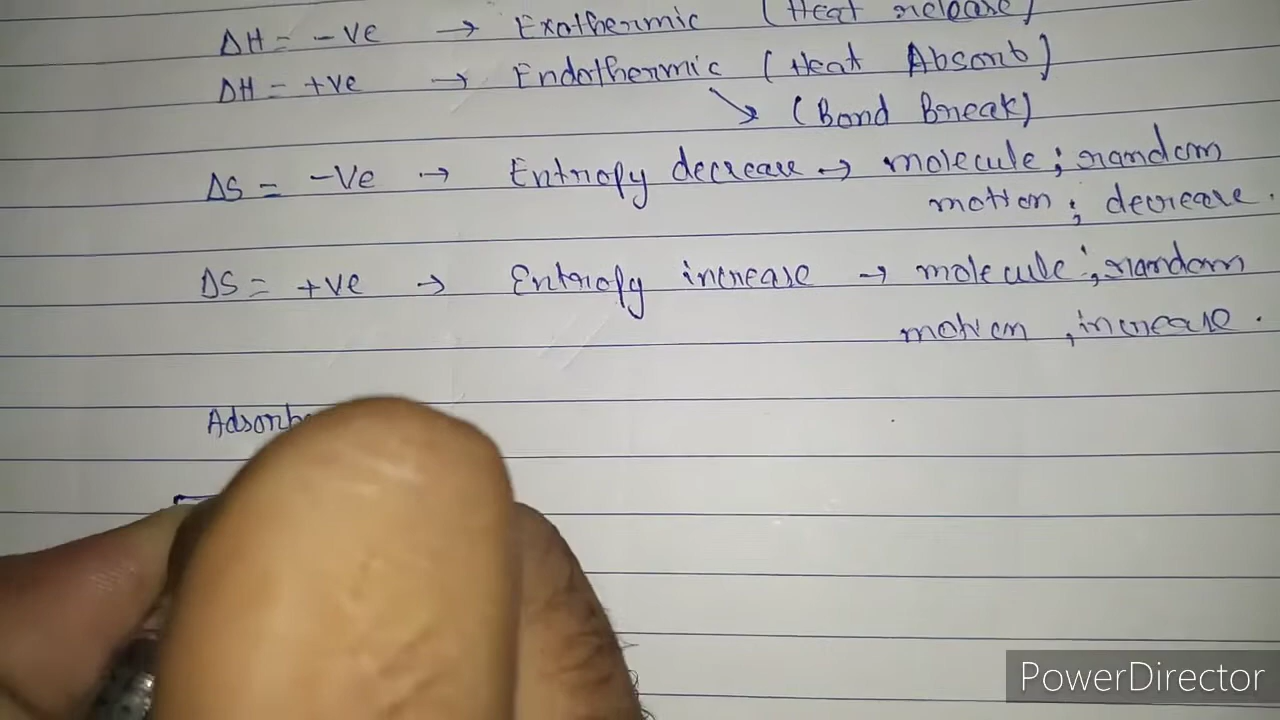 ΔH = -ve → Exothermic (Heat release)
ΔH = +ve → Endothermic (Heat Absorb)
↘ (Bond Break)
ΔS = -ve → Entropy decrease → molecule ; random
motion ; decrease.
ΔS = +ve → Entropy increase → molecule ; random
motion , increase.
PowerDirector